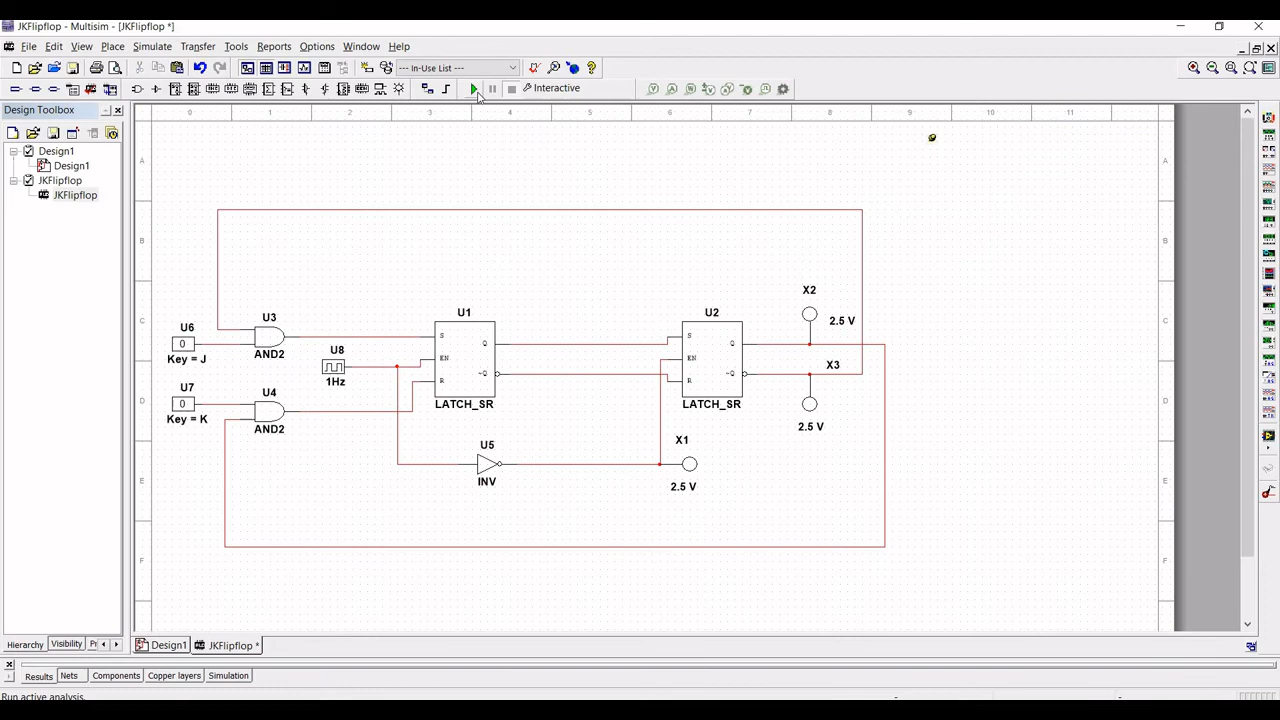 JKFlipflop - Multisim - [JKFlipflop *]
File Edit View Place Simulate Transfer Tools Reports Options Window Help
--- In-Use List ---
Interactive
Design Toolbox
Design1
Design1
JKFlipflop
JKFlipflop
0 1 2 3 4 5 6 7 8 9 10 11
A A
B B
C C
D D
E E
F F
X2
2.5 V
U6
0
Key = J
U3
AND2
U8
1Hz
U1
S
Q
EN
~Q
R
LATCH_SR
U2
S
Q
EN
~Q
R
LATCH_SR
X3
2.5 V
U7
0
Key = K
U4
AND2
U5
INV
X1
2.5 V
Hierarchy Visibility
Design1 JKFlipflop *
Results Nets Components Copper layers Simulation
Run active analysis.